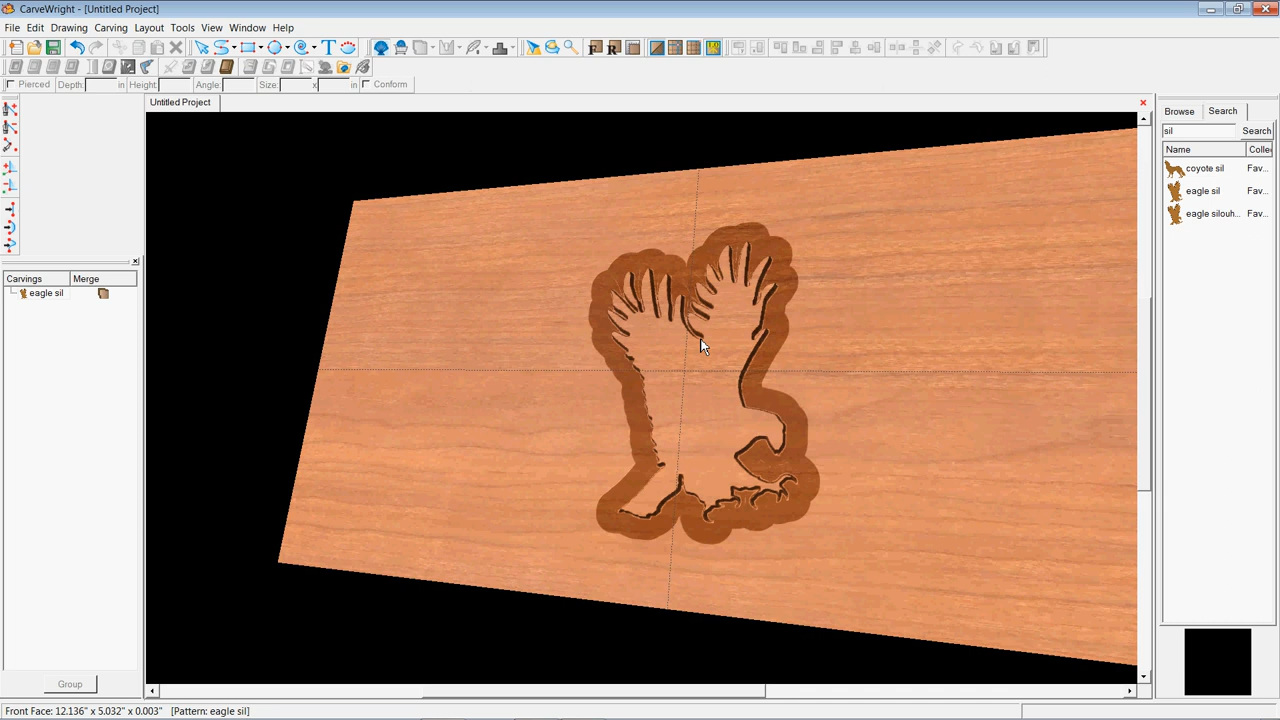 CarveWright - [Untitled Project]
File Edit Drawing Carving Layout Tools View Window Help
Pierced Depth: in Height: Angle: Size: x in Conform
Untitled Project
Browse Search
sil Search
Name Colle
coyote sil Fav...
eagle sil Fav...
eagle silouh... Fav...
Carvings Merge
eagle sil
Group
Front Face: 12.136" x 5.032" x 0.003" [Pattern: eagle sil]